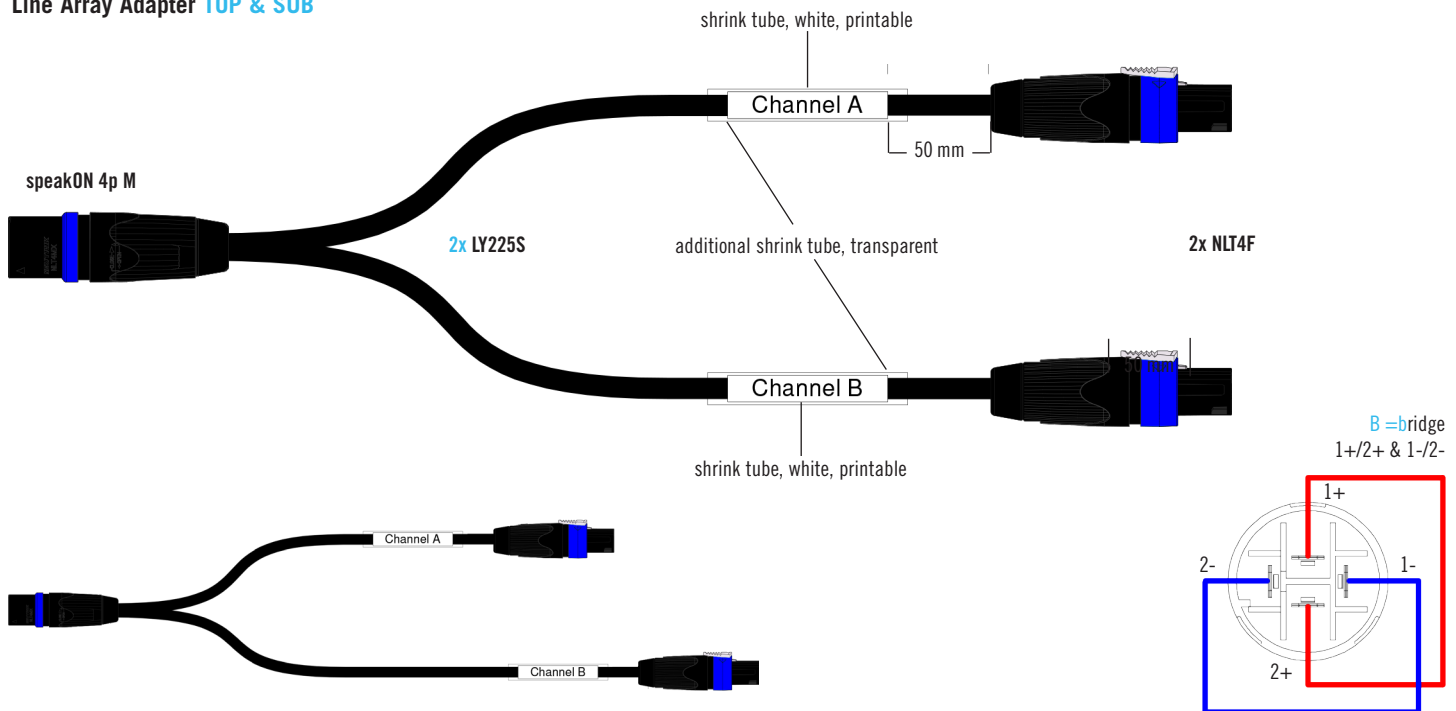 Line Array Adapter TOP & SUB
shrink tube, white, printable
Channel A
50 mm
speakON 4p M
2x LY225S
additional shrink tube, transparent
2x NLT4F
50 mm
Channel B
shrink tube, white, printable
B =bridge
1+/2+ & 1-/2-
1+
2-
1-
2+
Channel A
Channel B